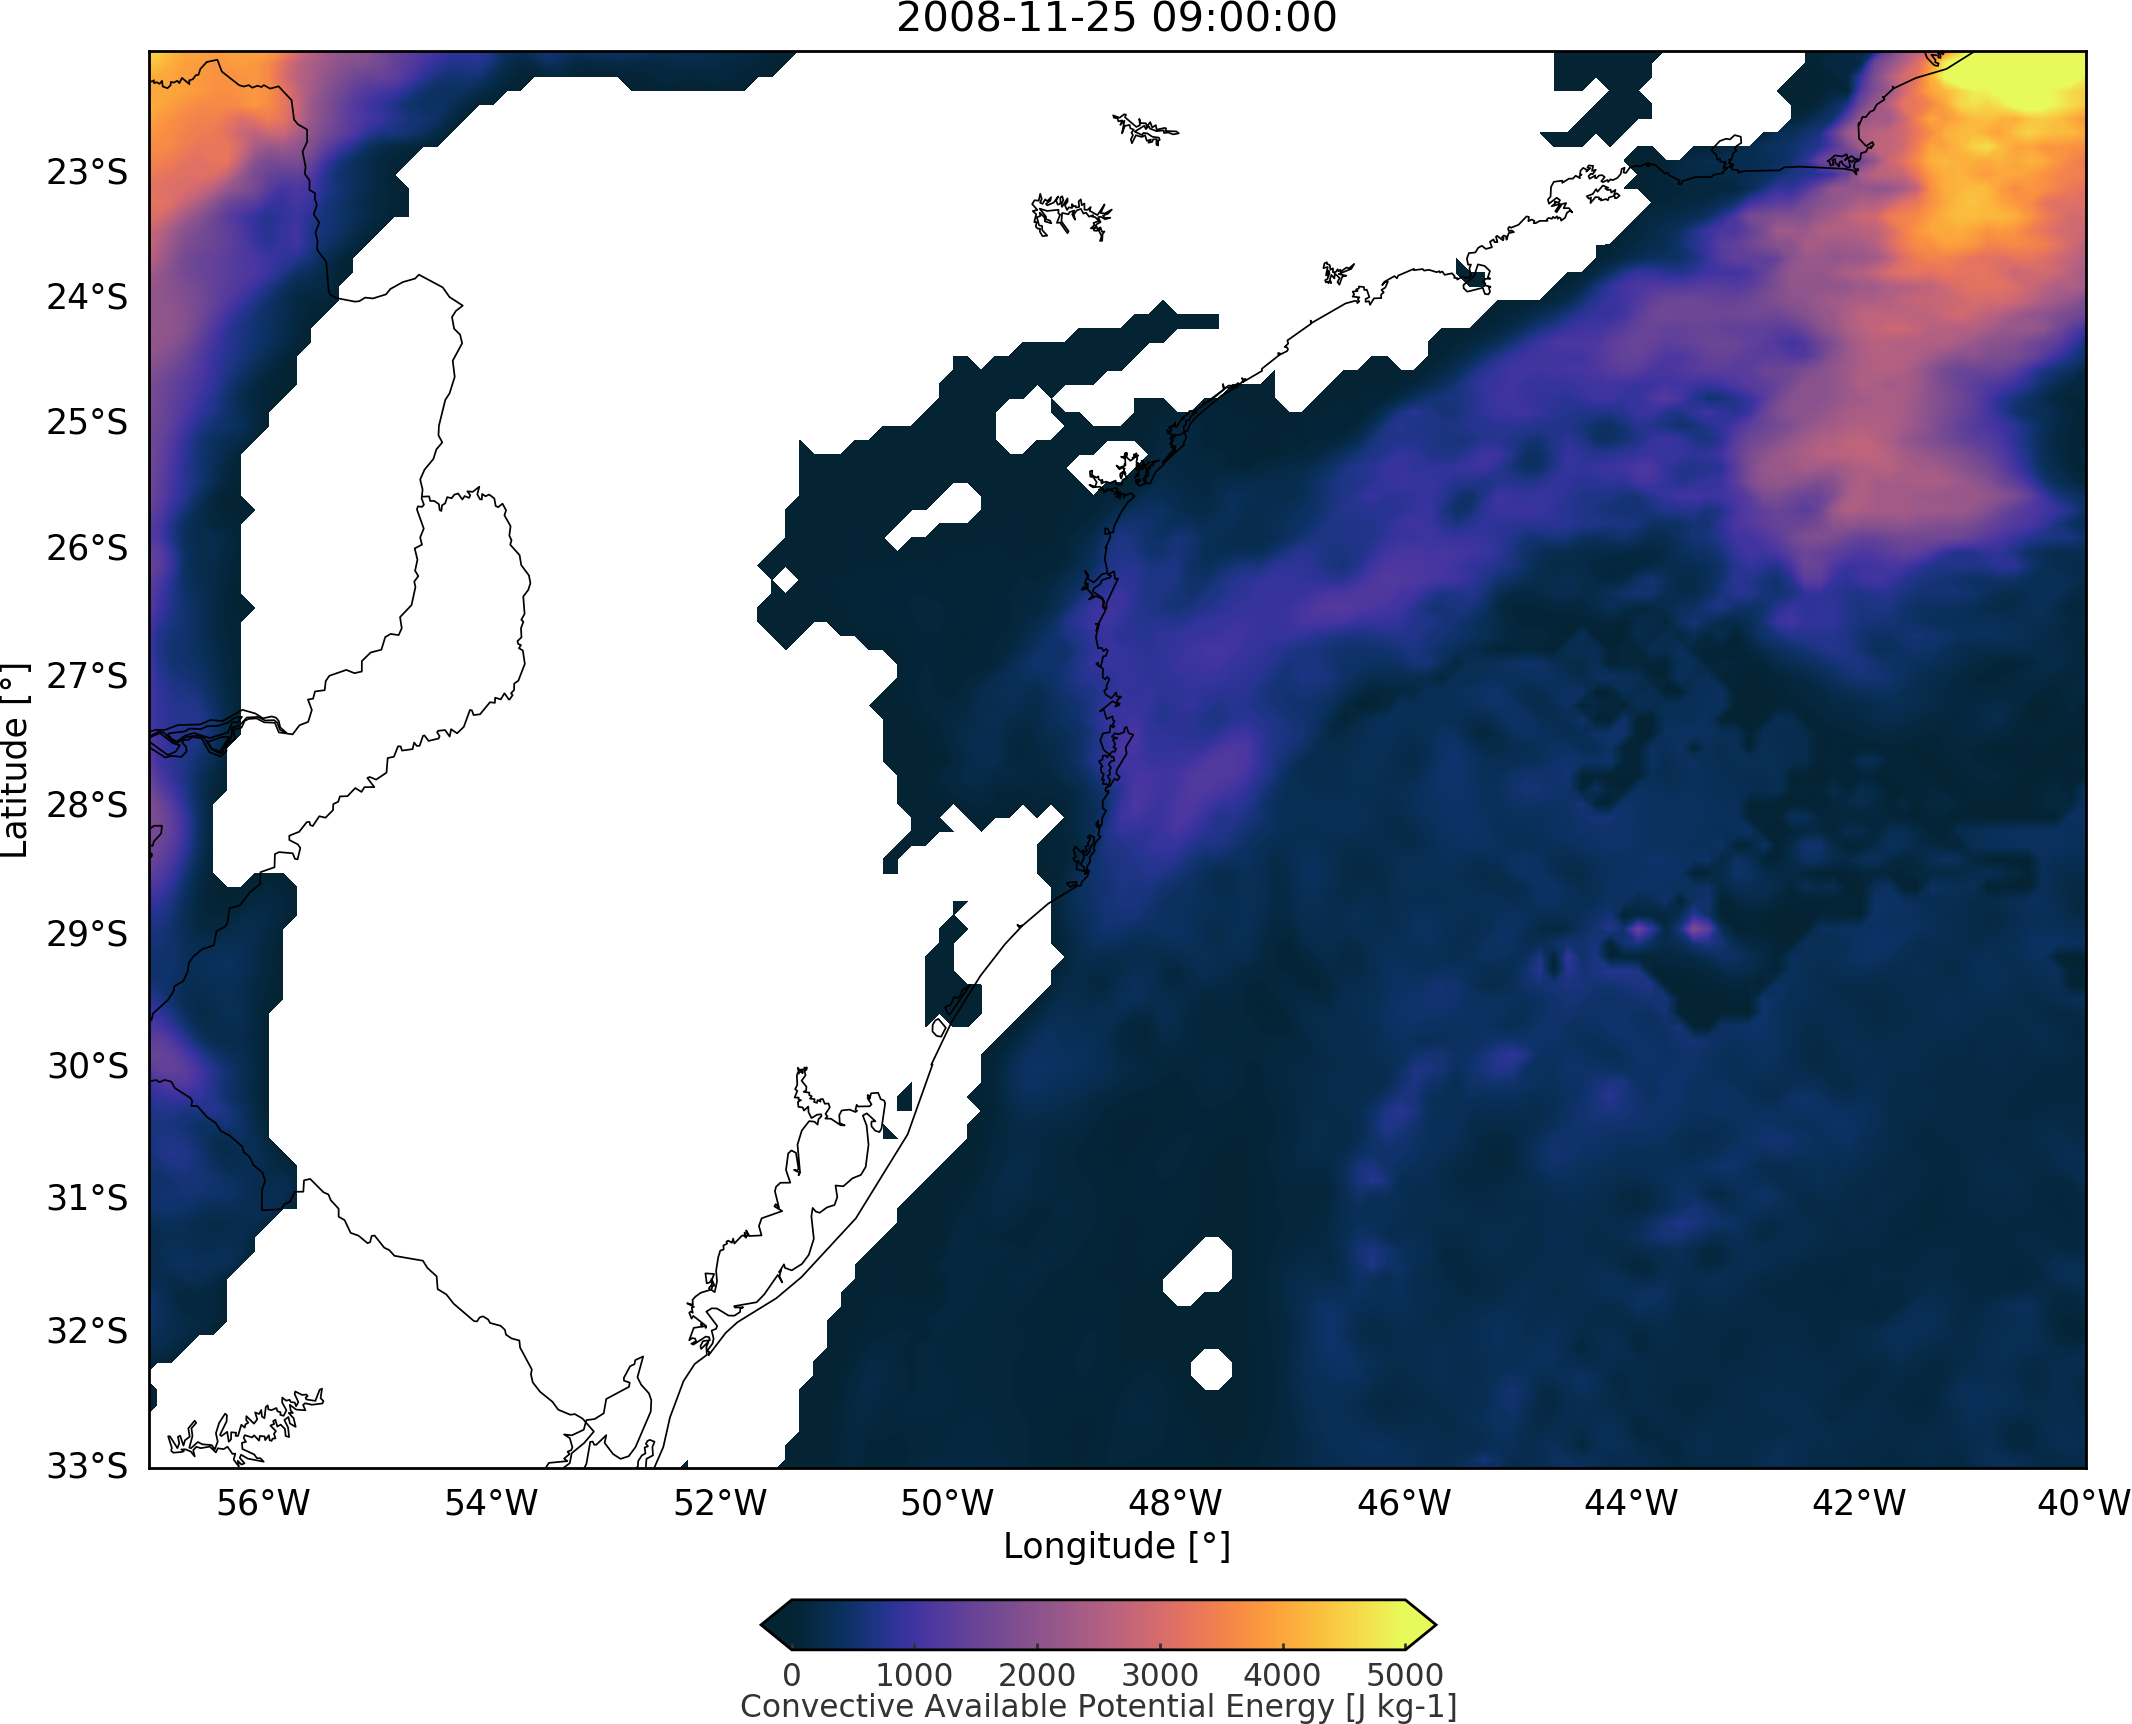 2008-11-25 09:00:00
23°S
24°S
25°S
26°S
27°S
28°S
29°S
30°S
31°S
32°S
33°S
Latitude [°]
56°W 54°W 52°W 50°W 48°W 46°W 44°W 42°W 40°W
Longitude [°]
0 1000 2000 3000 4000 5000
Convective Available Potential Energy [J kg-1]